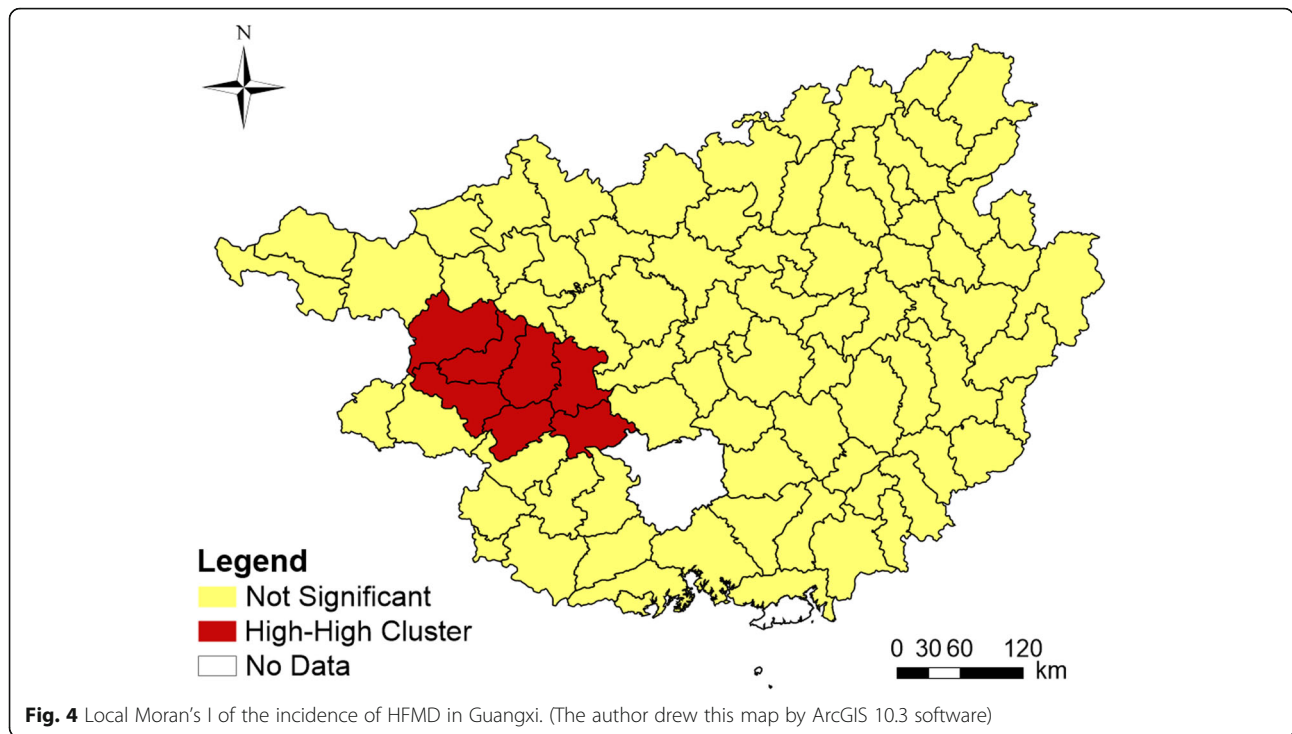 N
Legend
Not Significant
High-High Cluster
No Data
0 30 60 120
km
Fig. 4 Local Moran's I of the incidence of HFMD in Guangxi. (The author drew this map by ArcGIS 10.3 software)